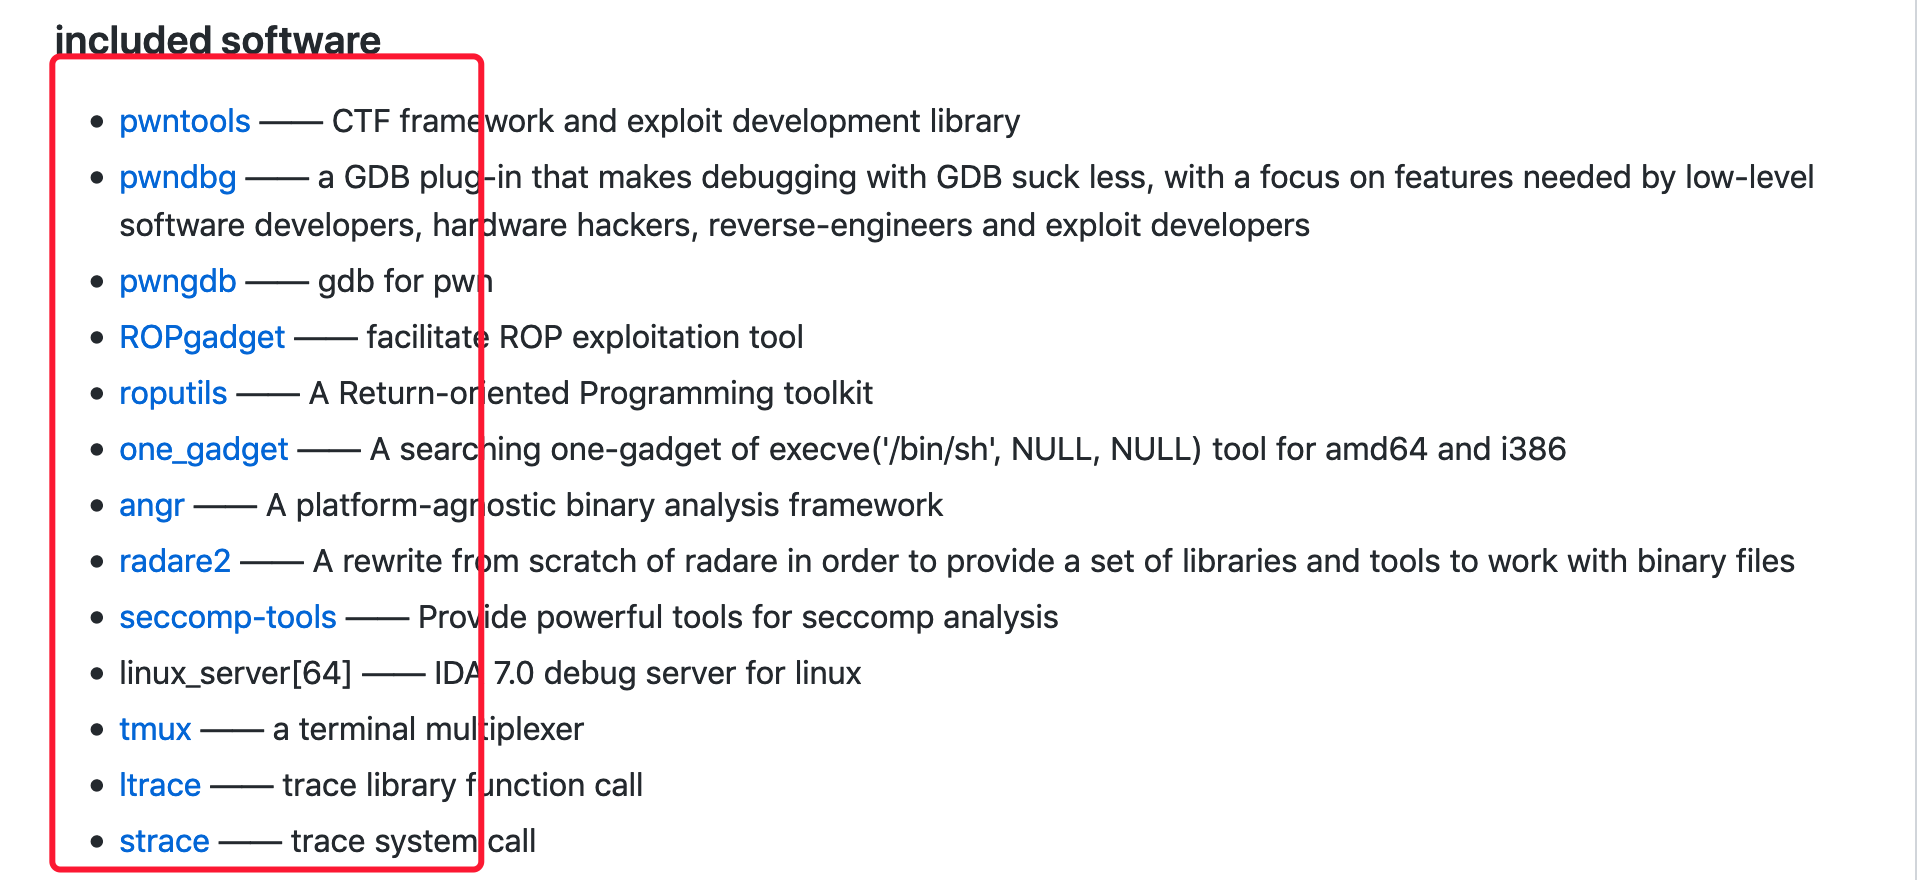 included software
• pwntools —— CTF framework and exploit development library
• pwndbg —— a GDB plug-in that makes debugging with GDB suck less, with a focus on features needed by low-level
software developers, hardware hackers, reverse-engineers and exploit developers
• pwngdb —— gdb for pwn
• ROPgadget —— facilitate ROP exploitation tool
• roputils —— A Return-oriented Programming toolkit
• one_gadget —— A searching one-gadget of execve('/bin/sh', NULL, NULL) tool for amd64 and i386
• angr —— A platform-agnostic binary analysis framework
• radare2 —— A rewrite from scratch of radare in order to provide a set of libraries and tools to work with binary files
• seccomp-tools —— Provide powerful tools for seccomp analysis
• linux_server[64] —— IDA 7.0 debug server for linux
• tmux —— a terminal multiplexer
• ltrace —— trace library function call
• strace —— trace system call